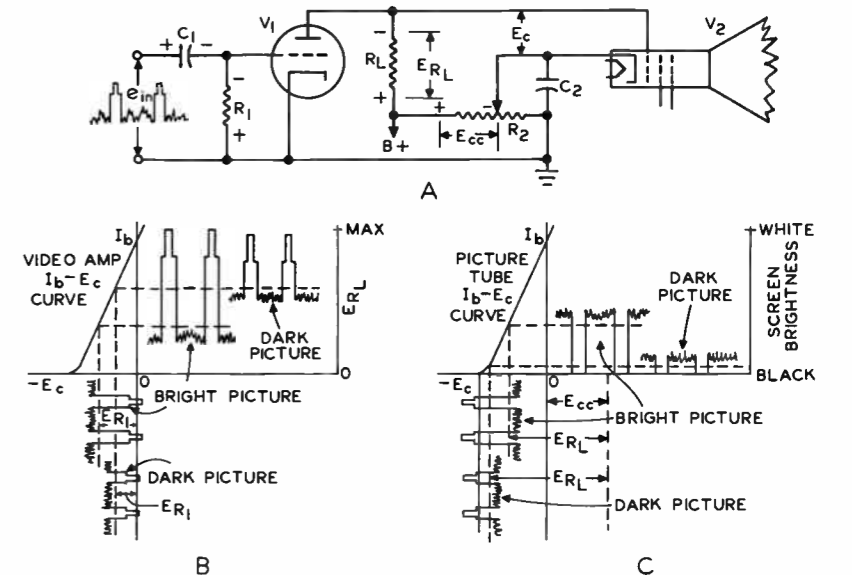 C1
V1
+ -
ein
-
R1
+
-
RL
+
ERL
Ec
V2
C2
+ -
R2
Ecc
B+
A
Ib
MAX
VIDEO AMP
Ib-Ec
CURVE
ERL
DARK
PICTURE
-Ec
0
0
BRIGHT PICTURE
ER1
DARK PICTURE
ER1
B
Ib
WHITE
PICTURE
TUBE
Ib-Ec
CURVE
DARK
PICTURE
SCREEN
BRIGHTNESS
BLACK
-Ec
0
Ecc
BRIGHT PICTURE
ERL
ERL
DARK PICTURE
C